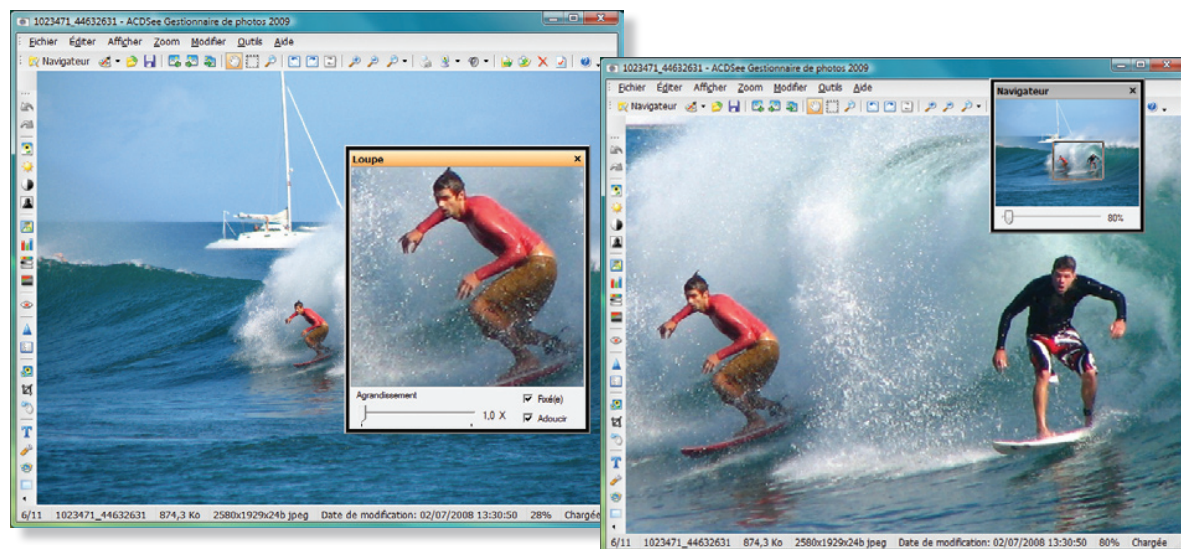 1023471_44632631 - ACDSee Gestionnaire de photos 2009
Fichier Éditer Afficher Zoom Modifier Outils Aide
Navigateur
Loupe
Agrandissement
1,0 X
Fixé(e)
Adoucir
6/11 1023471_44632631 874,3 Ko 2580x1929x24b jpeg Date de modification: 02/07/2008 13:30:50 28% Chargée
1023471_44632631 - ACDSee Gestionnaire de photos 2009
Fichier Éditer Afficher Zoom Modifier Outils Aide
Navigateur
Navigateur
80%
6/11 1023471_44632631 874,3 Ko 2580x1929x24b jpeg Date de modification: 02/07/2008 13:30:50 80% Chargée